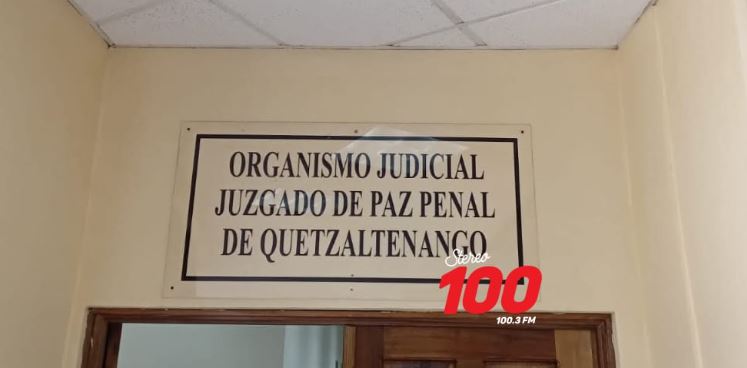 ORGANISMO JUDICIAL
JUZGADO DE PAZ PENAL
DE QUETZALTENANGO
Stereo
100
100.3 FM